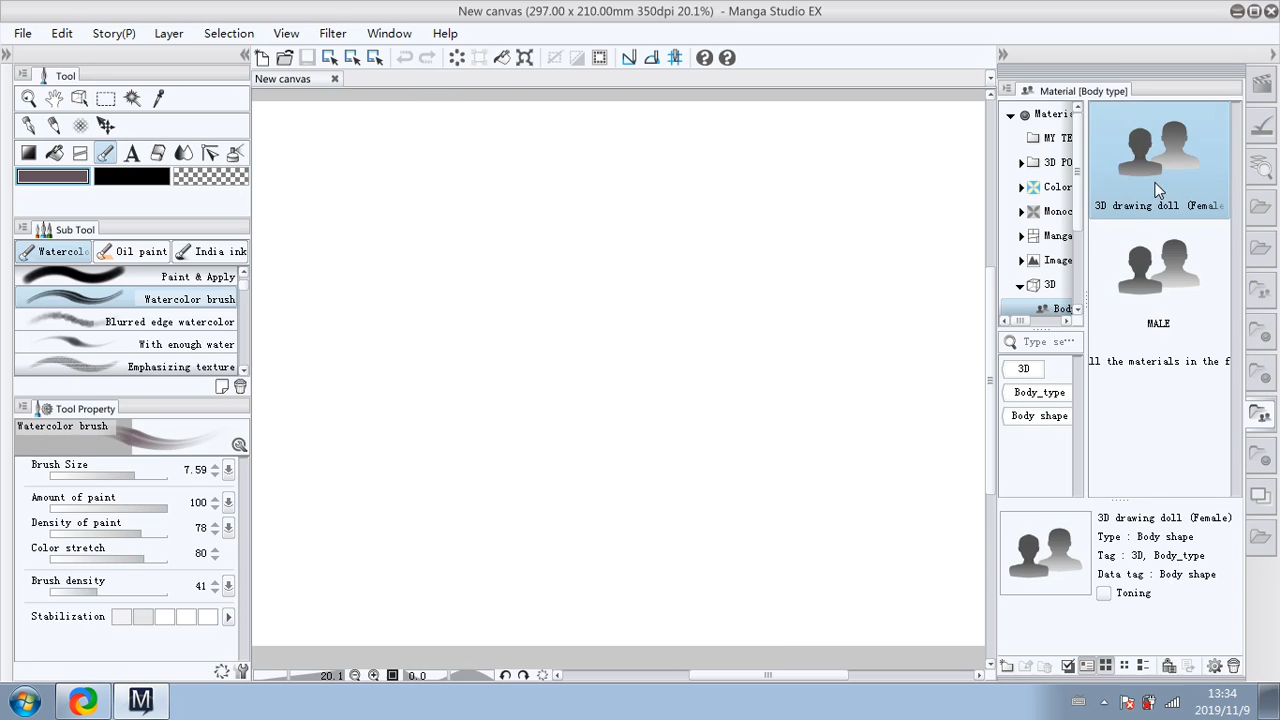 New canvas (297.00 x 210.00mm 350dpi 20.1%) - Manga Studio EX
File Edit Story(P) Layer Selection View Filter Window Help
Tool
New canvas
Sub Tool
Watercolo Oil paint India ink
Paint & Apply
Watercolor brush
Blurred edge watercolor
With enough water
Emphasizing texture
Tool Property
Watercolor brush
Brush Size 7.59
Amount of paint 100
Density of paint 78
Color stretch 80
Brush density 41
Stabilization
20.1 0.0
Material [Body type]
Materi
MY TE
3D PO
Color
Monoc
Manga
Image
3D
Bod
Type se···
3D
Body_type
Body shape
3D drawing doll (Female
MALE
ll the materials in the f
3D drawing doll (Female)
Type : Body shape
Tag : 3D, Body_type
Data tag : Body shape
Toning
M
13:34
2019/11/9